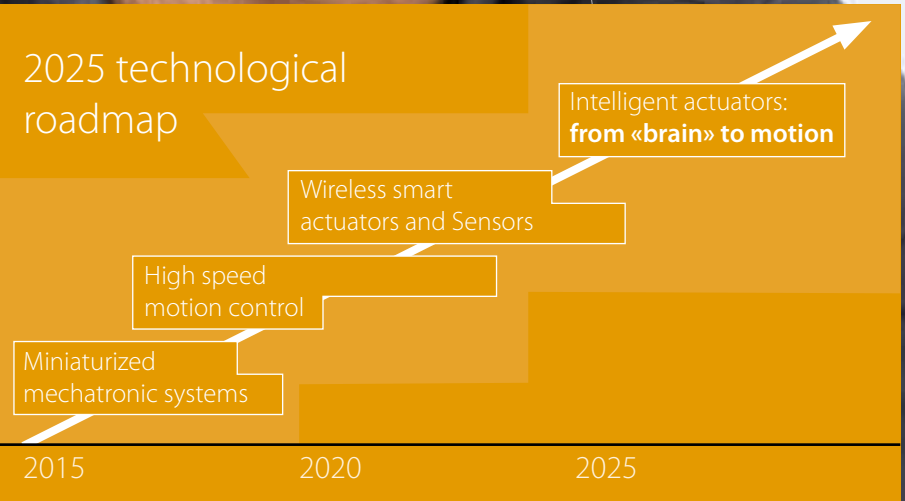 2025 technological
roadmap
Intelligent actuators:
from «brain» to motion
Wireless smart
actuators and Sensors
High speed
motion control
Miniaturized
mechatronic systems
2015
2020
2025